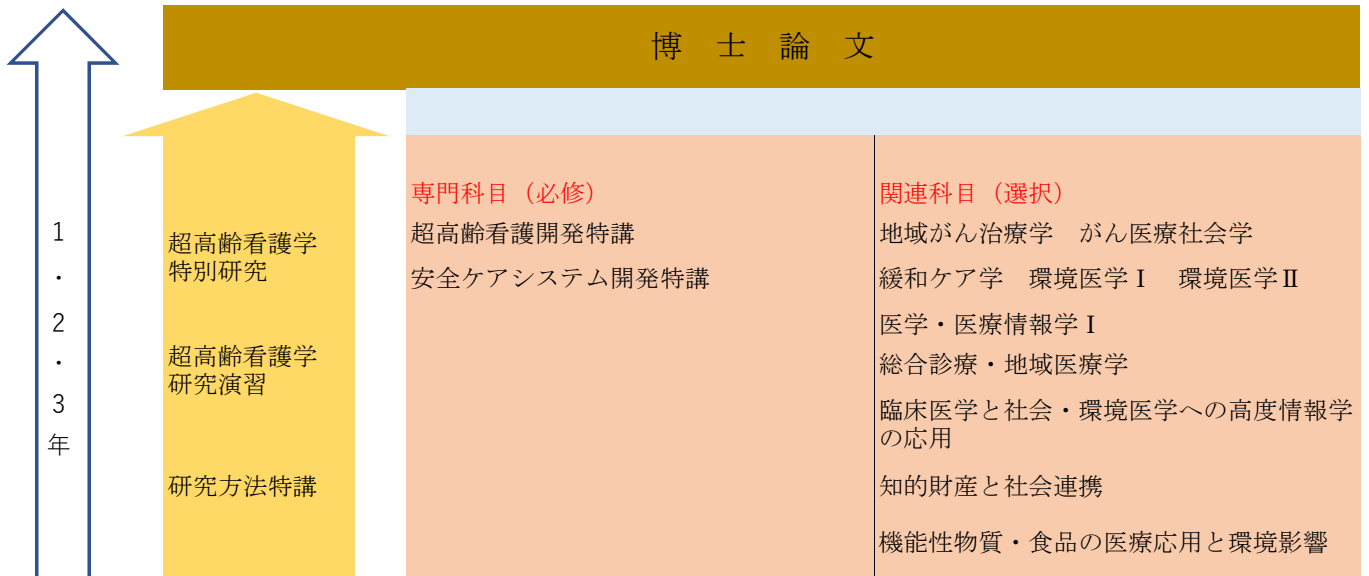 博士論文
1・2・3年
超高齢看護学
特別研究
超高齢看護学
研究演習
研究方法特講
専門科目（必修）
超高齢看護開発特講
安全ケアシステム開発特講
関連科目（選択）
地域がん治療学　がん医療社会学
緩和ケア学　環境医学Ⅰ　環境医学Ⅱ
医学・医療情報学Ⅰ
総合診療・地域医療学
臨床医学と社会・環境医学への高度情報学
の応用
知的財産と社会連携
機能性物質・食品の医療応用と環境影響